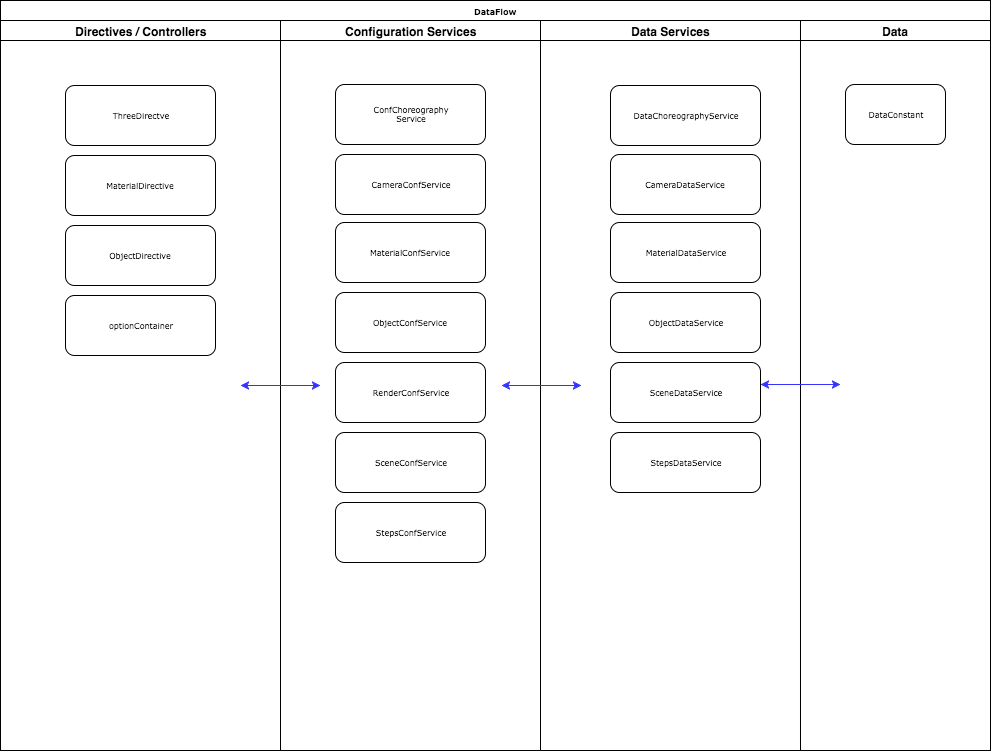 DataFlow
Directives / Controllers
Configuration Services
Data Services
Data
ThreeDirectve
MaterialDirective
ObjectDirective
optionContainer
ConfChoreography
Service
CameraConfService
MaterialConfService
ObjectConfService
RenderConfService
SceneConfService
StepsConfService
DataChoreographyService
CameraDataService
MaterialDataService
ObjectDataService
SceneDataService
StepsDataService
DataConstant